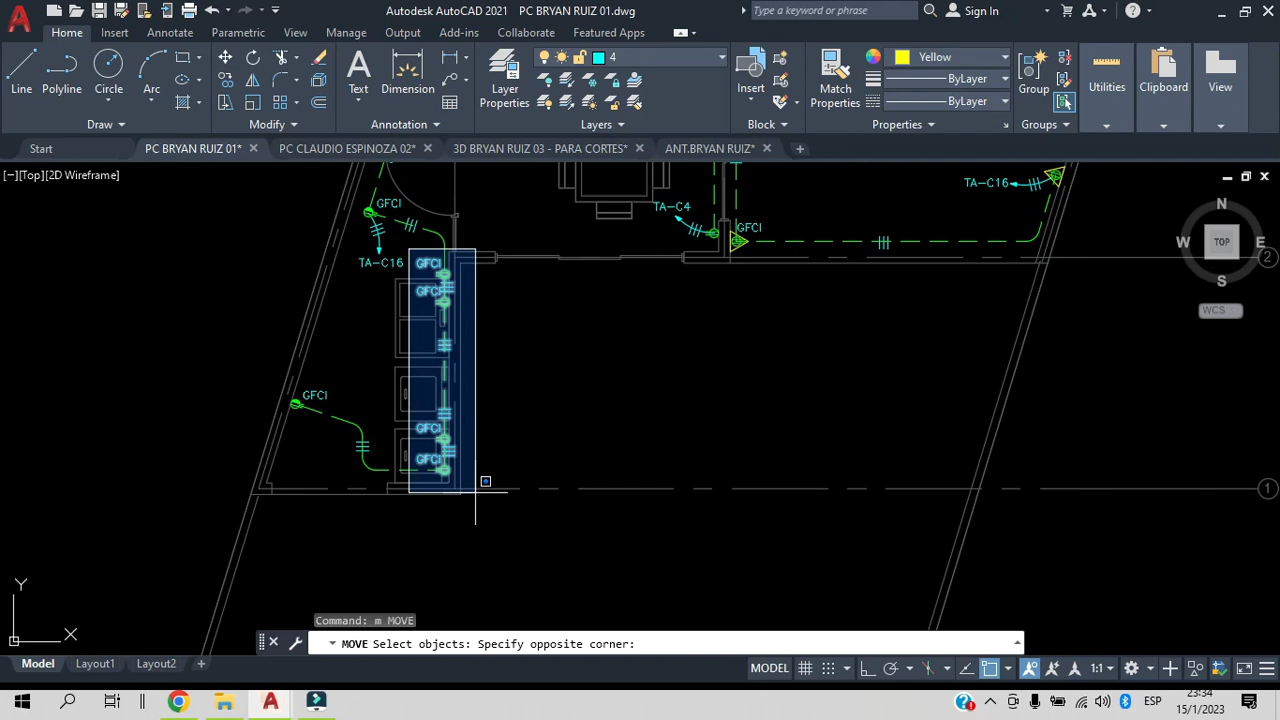 Autodesk AutoCAD 2021 PC BRYAN RUIZ 01.dwg
Type a keyword or phrase
Sign In
Home Insert Annotate Parametric View Manage Output Add-ins Collaborate Featured Apps
Line Polyline Circle Arc
Text Dimension
Layer Properties
4
Insert
Match Properties
Yellow
ByLayer
ByLayer
Group
Utilities Clipboard View
Draw Modify Annotation Layers Block Properties Groups
Start PC BRYAN RUIZ 01* PC CLAUDIO ESPINOZA 02* 3D BRYAN RUIZ 03 - PARA CORTES* ANT.BRYAN RUIZ*
[−][Top][2D Wireframe]
TA-C16
GFCI
TA-C4
GFCI
TA-C16
GFCI
GFCI
GFCI
GFCI
GFCI
N
W TOP E
S
WCS
2
1
Y
X
Command: m MOVE
MOVE Select objects: Specify opposite corner:
Model Layout1 Layout2
MODEL 1:1
ESP
23:34
15/1/2023